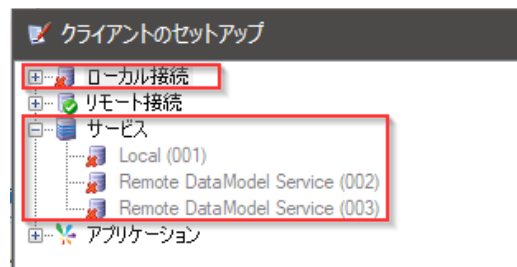 クライアントのセットアップ
ローカル接続
リモート接続
サービス
Local (001)
Remote DataModel Service (002)
Remote DataModel Service (003)
アプリケーション